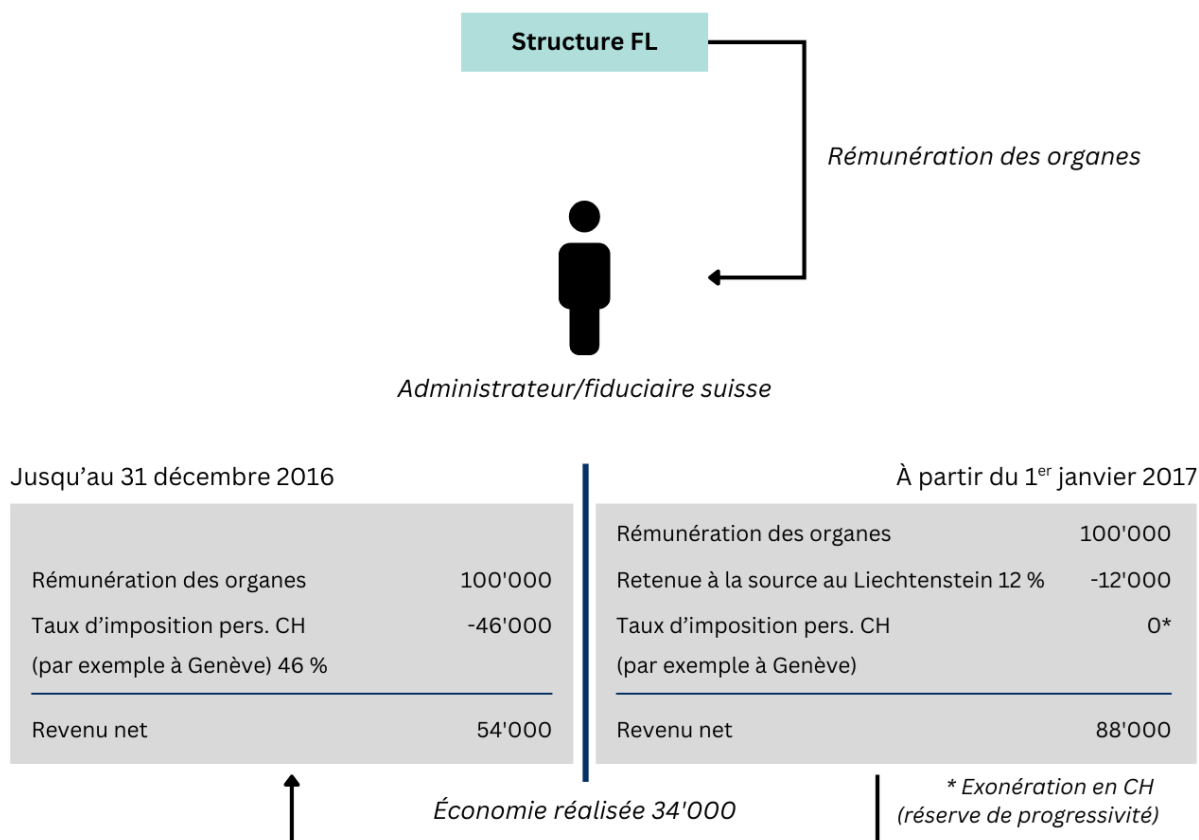 Structure FL
Rémunération des organes
Administrateur/fiduciaire suisse
Jusqu’au 31 décembre 2016
Rémunération des organes 100'000
Taux d’imposition pers. CH -46'000
(par exemple à Genève) 46 %
Revenu net 54'000
À partir du 1er janvier 2017
Rémunération des organes 100'000
Retenue à la source au Liechtenstein 12 % -12'000
Taux d’imposition pers. CH 0*
(par exemple à Genève)
Revenu net 88'000
Économie réalisée 34'000
* Exonération en CH
(réserve de progressivité)